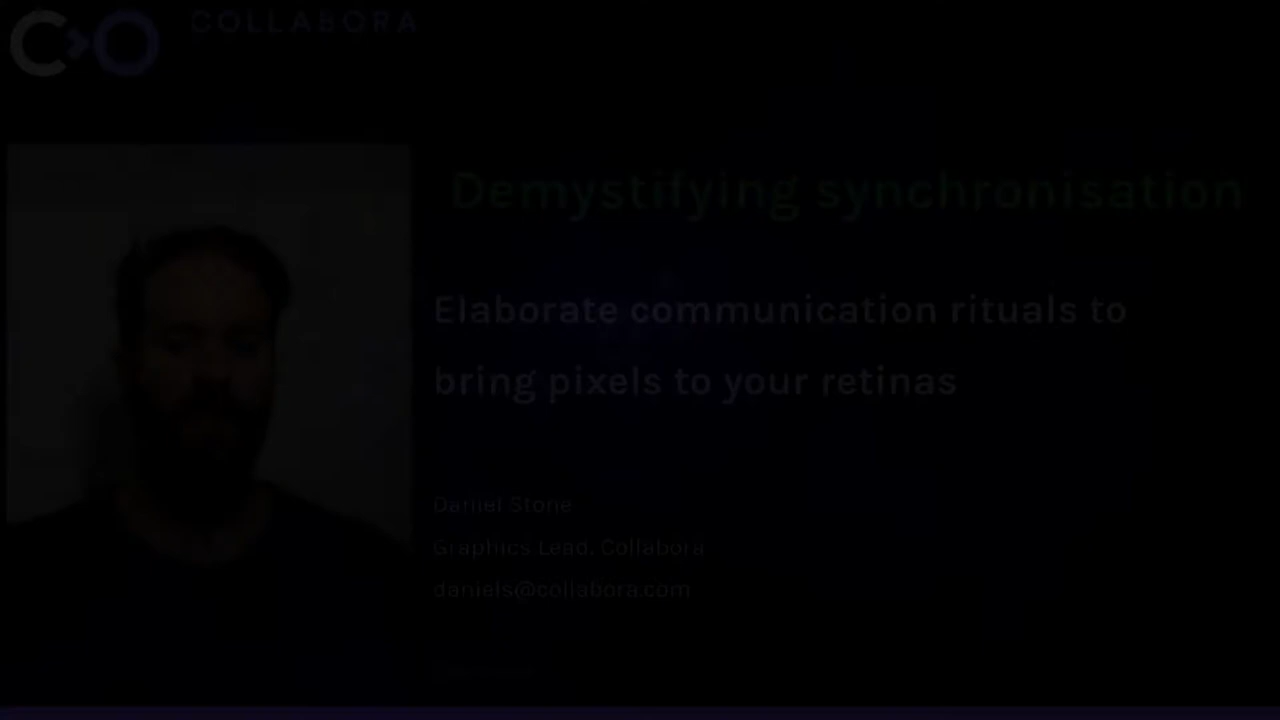 COLLABORA
Demystifying synchronisation
Elaborate communication rituals to
bring pixels to your retinas
Daniel Stone
Graphics Lead, Collabora
daniels@collabora.com